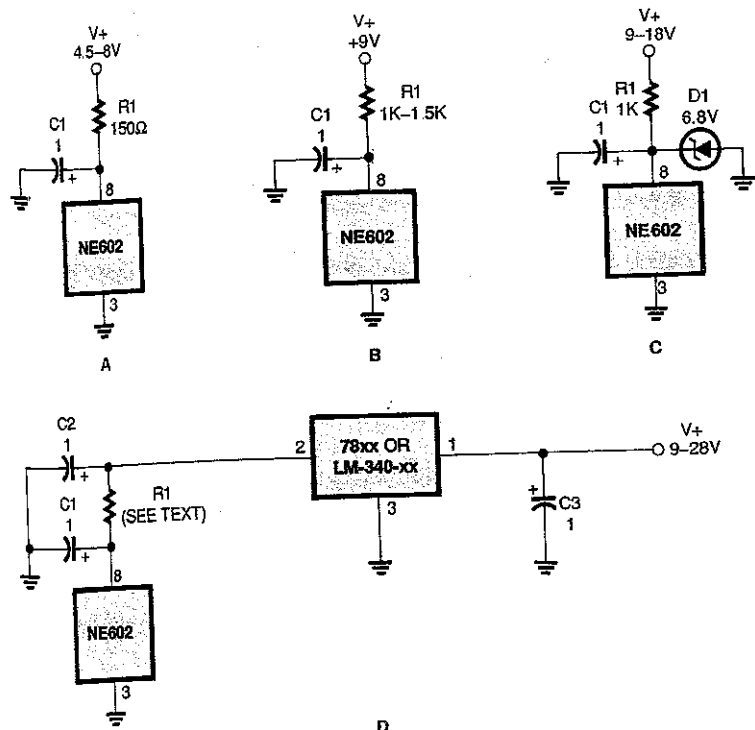 V+
4.5–8V
R1
150Ω
C1
1
+
8
NE602
3
A
V+
+9V
R1
1K–1.5K
C1
1
+
8
NE602
3
B
V+
9–18V
R1
1K
D1
6.8V
C1
1
+
8
NE602
3
C
C2
1
+
R1
(SEE TEXT)
C1
1
+
8
NE602
3
2
78xx OR
LM-340-xx
1
3
V+
9–28V
+
C3
1
D